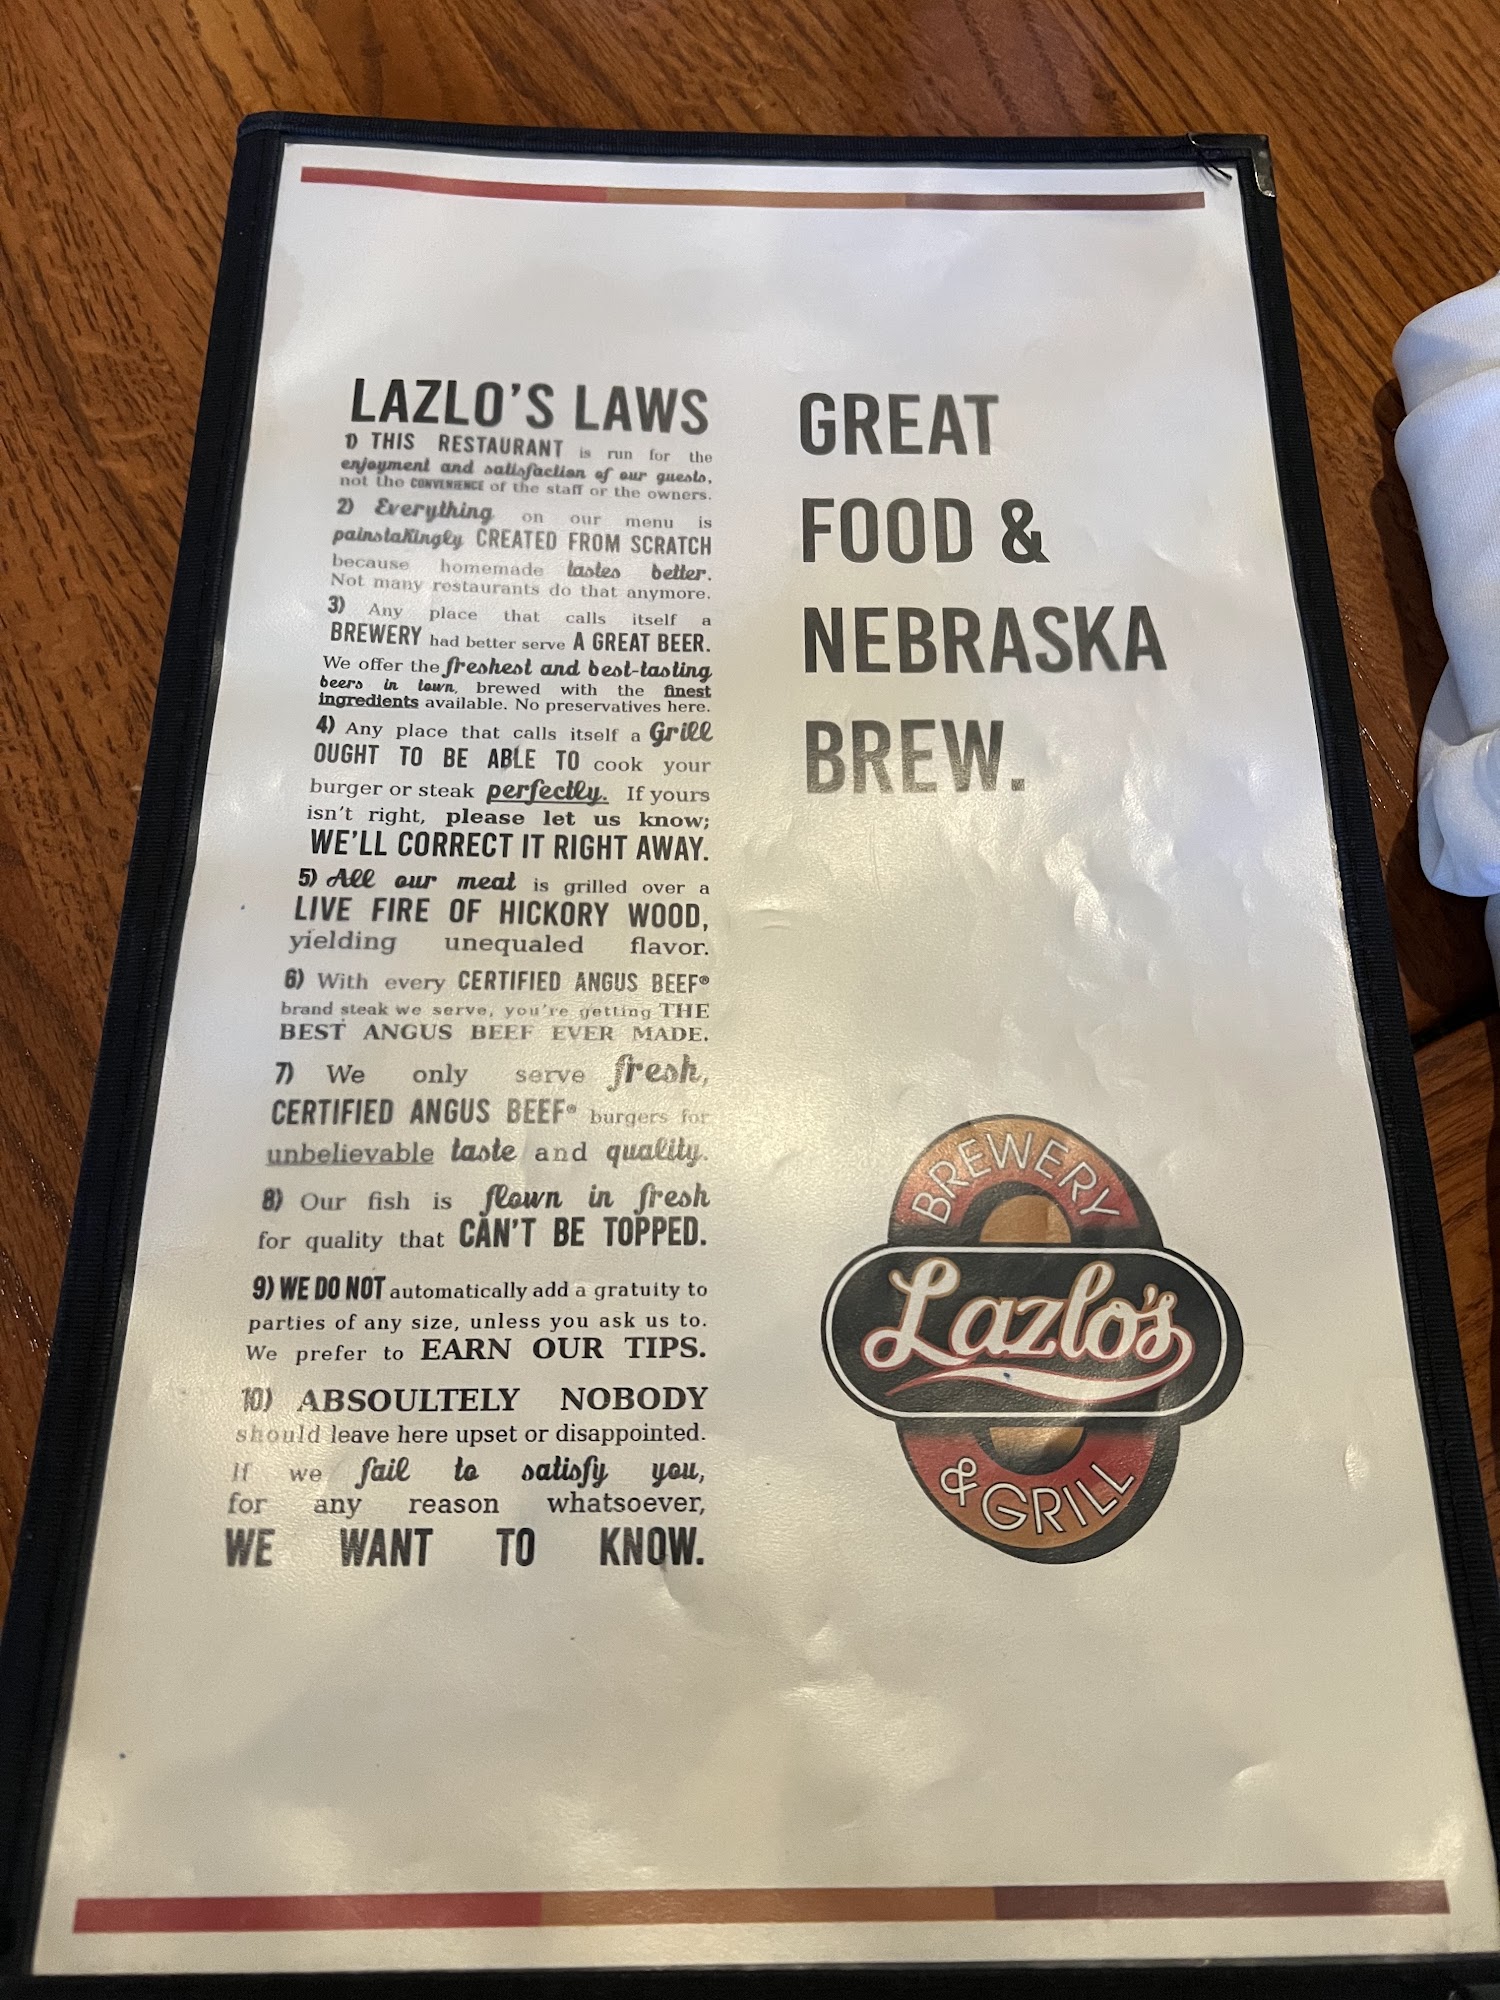 LAZLO'S LAWS
1) THIS RESTAURANT is run for the
enjoyment and satisfaction of our guests,
not the CONVENIENCE of the staff or the owners.
2) Everything on our menu is
painstakingly CREATED FROM SCRATCH
because homemade tastes better.
Not many restaurants do that anymore.
3) Any place that calls itself a
BREWERY had better serve A GREAT BEER.
We offer the freshest and best-tasting
beers in town, brewed with the finest
ingredients available. No preservatives here.
4) Any place that calls itself a Grill
OUGHT TO BE ABLE TO cook your
burger or steak perfectly. If yours
isn't right, please let us know;
WE'LL CORRECT IT RIGHT AWAY.
5) All our meat is grilled over a
LIVE FIRE OF HICKORY WOOD,
yielding unequaled flavor.
6) With every CERTIFIED ANGUS BEEF®
brand steak we serve, you're getting THE
BEST ANGUS BEEF EVER MADE.
7) We only serve fresh,
CERTIFIED ANGUS BEEF® burgers for
unbelievable taste and quality.
8) Our fish is flown in fresh
for quality that CAN'T BE TOPPED.
9) WE DO NOT automatically add a gratuity to
parties of any size, unless you ask us to.
We prefer to EARN OUR TIPS.
10) ABSOULTELY NOBODY
should leave here upset or disappointed.
If we fail to satisfy you,
for any reason whatsoever,
WE WANT TO KNOW.
GREAT
FOOD &
NEBRASKA
BREW.
BREWERY
Lazlo's
& GRILL